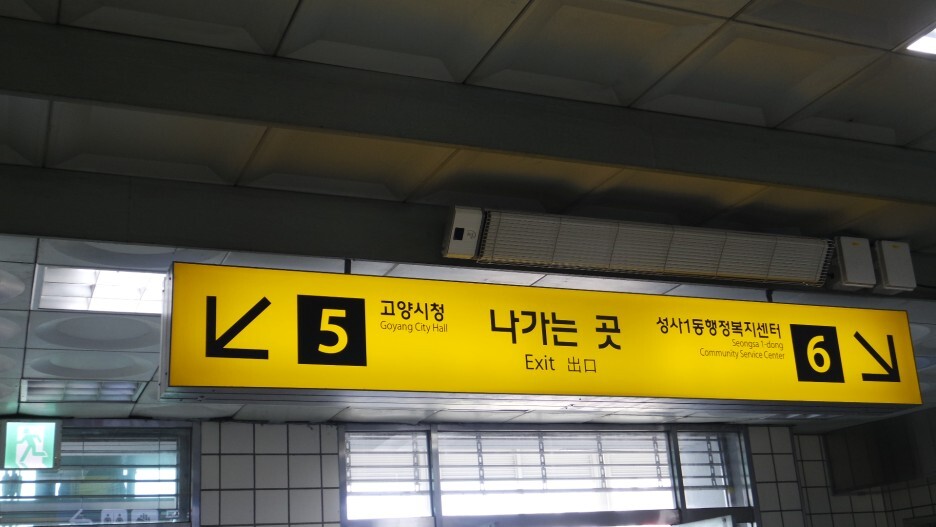 5
고양시청
Goyang City Hall
나가는 곳
Exit 出口
성사1동행정복지센터
Seongsa 1-dong
Community Service Center
6